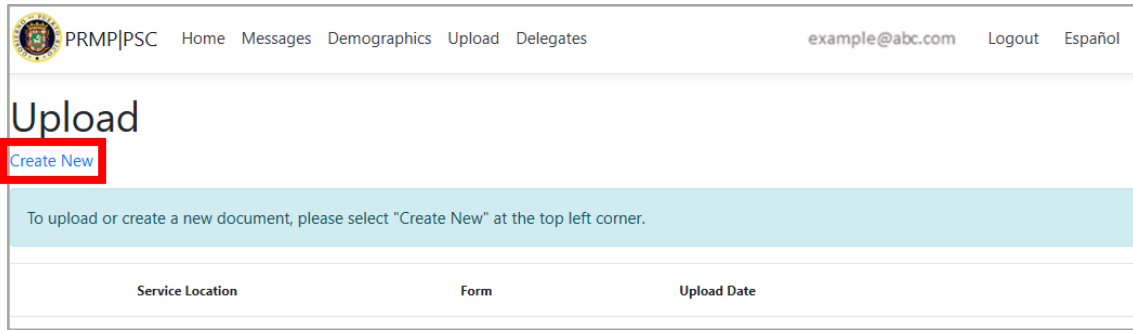 PRMP|PSC Home Messages Demographics Upload Delegates example@abc.com Logout Español
Upload
Create New
To upload or create a new document, please select "Create New" at the top left corner.
Service Location Form Upload Date